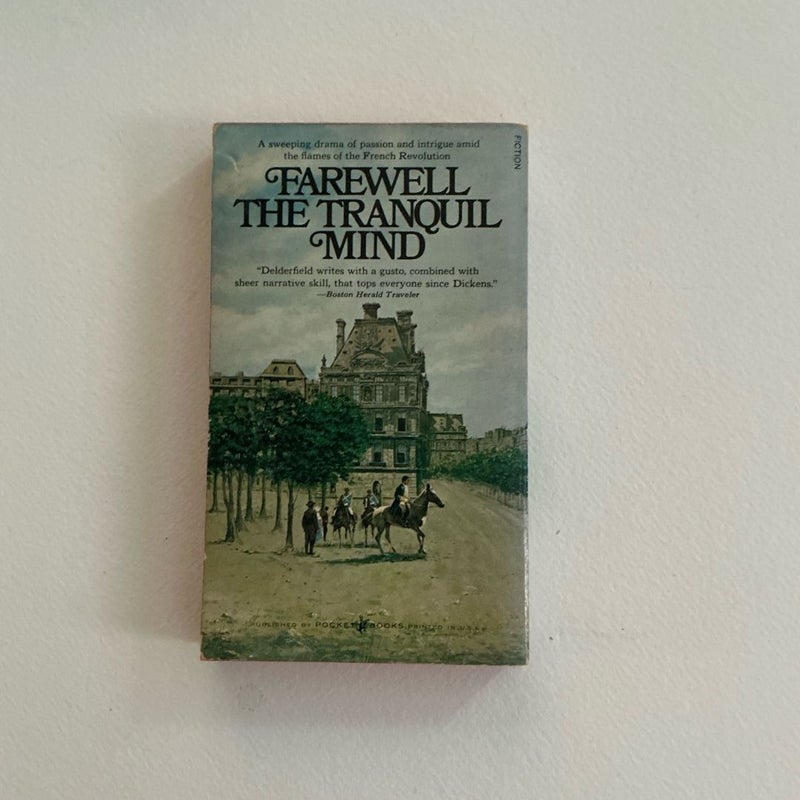 A sweeping drama of passion and intrigue amid
the flames of the French Revolution
FICTION
FAREWELL
THE TRANQUIL
MIND
“Delderfield writes with a gusto, combined with
sheer narrative skill, that tops everyone since Dickens.”
—Boston Herald Traveler
PUBLISHED BY POCKET BOOKS PRINTED IN U.S.A.